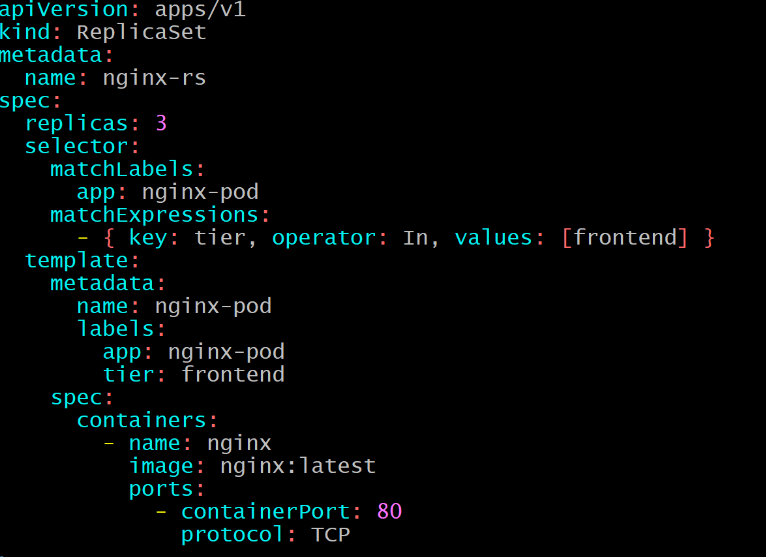 apiVersion: apps/v1
kind: ReplicaSet
metadata:
  name: nginx-rs
spec:
  replicas: 3
  selector:
    matchLabels:
      app: nginx-pod
    matchExpressions:
      - { key: tier, operator: In, values: [frontend] }
  template:
    metadata:
      name: nginx-pod
      labels:
        app: nginx-pod
        tier: frontend
    spec:
      containers:
        - name: nginx
          image: nginx:latest
          ports:
            - containerPort: 80
              protocol: TCP